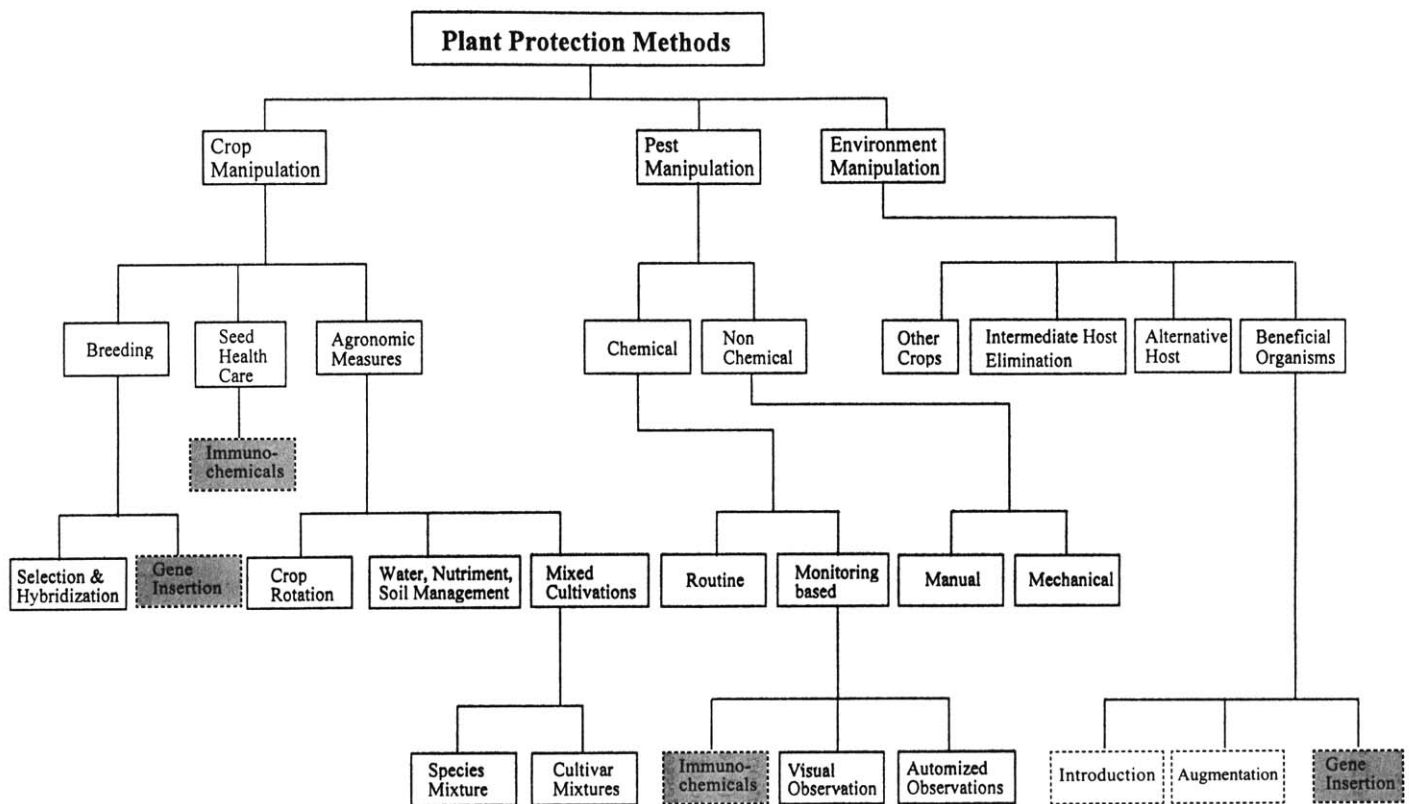 Plant Protection Methods
Crop
Manipulation
Pest
Manipulation
Environment
Manipulation
Breeding
Seed
Health
Care
Agronomic
Measures
Chemical
Non
Chemical
Other
Crops
Intermediate Host
Elimination
Alternative
Host
Beneficial
Organisms
Immuno-
chemicals
Selection &
Hybridization
Gene
Insertion
Crop
Rotation
Water, Nutriment,
Soil Management
Mixed
Cultivations
Routine
Monitoring
based
Manual
Mechanical
Species
Mixture
Cultivar
Mixtures
Immuno-
chemicals
Visual
Observation
Automized
Observations
Introduction
Augmentation
Gene
Insertion